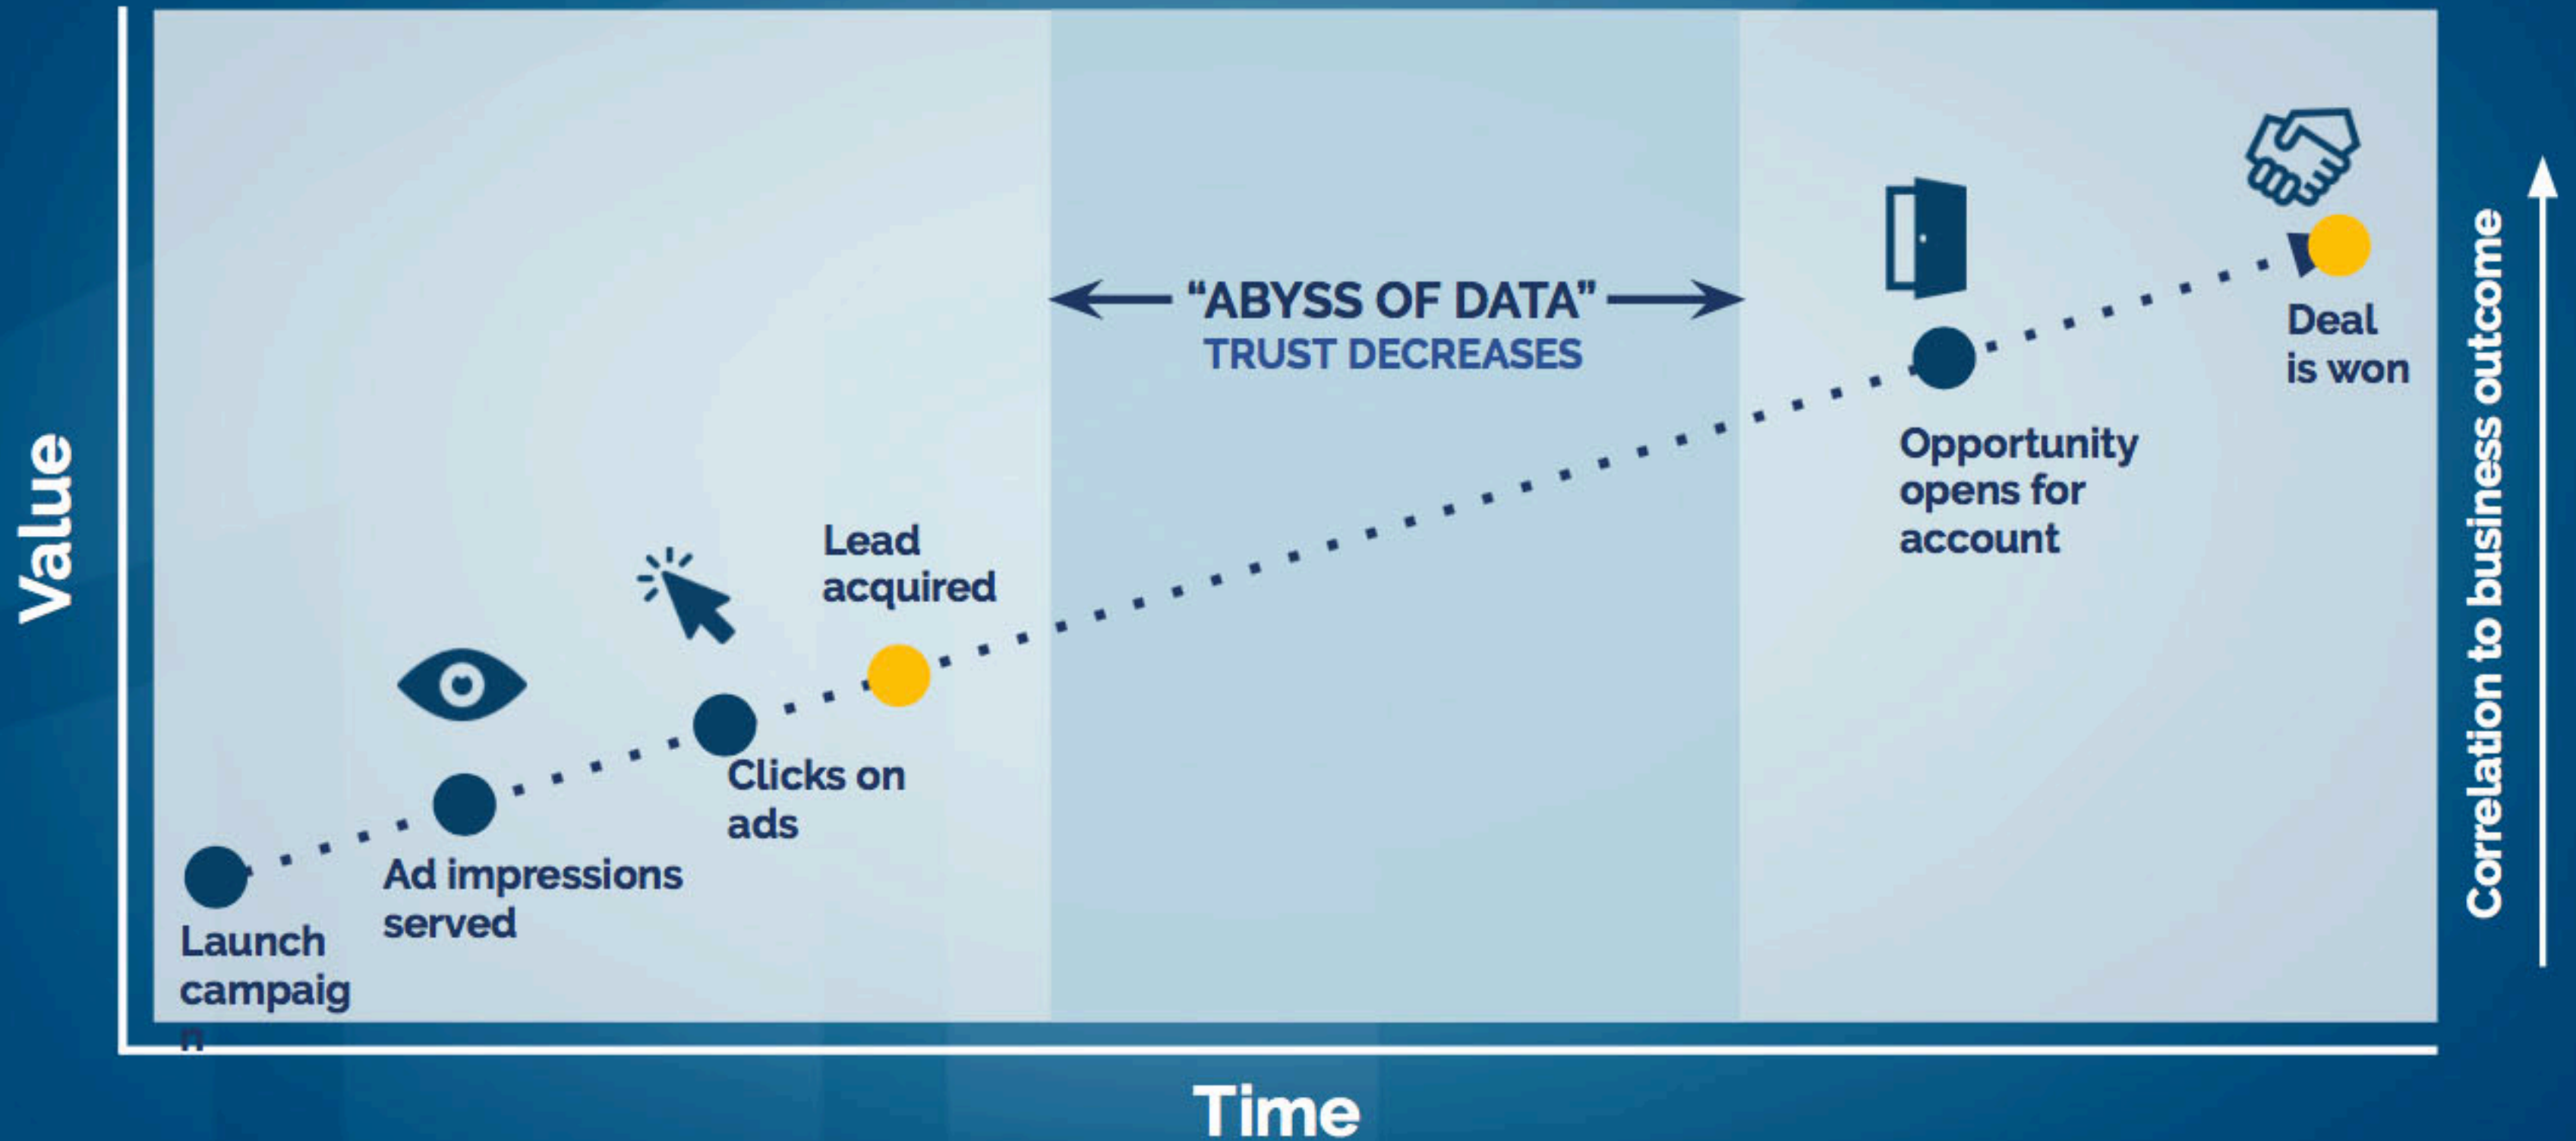 Value
"ABYSS OF DATA"
TRUST DECREASES
Deal
is won
Opportunity
opens for
account
Lead
acquired
Clicks on
ads
Ad impressions
served
Launch
campaig
n
Time
Correlation to business outcome